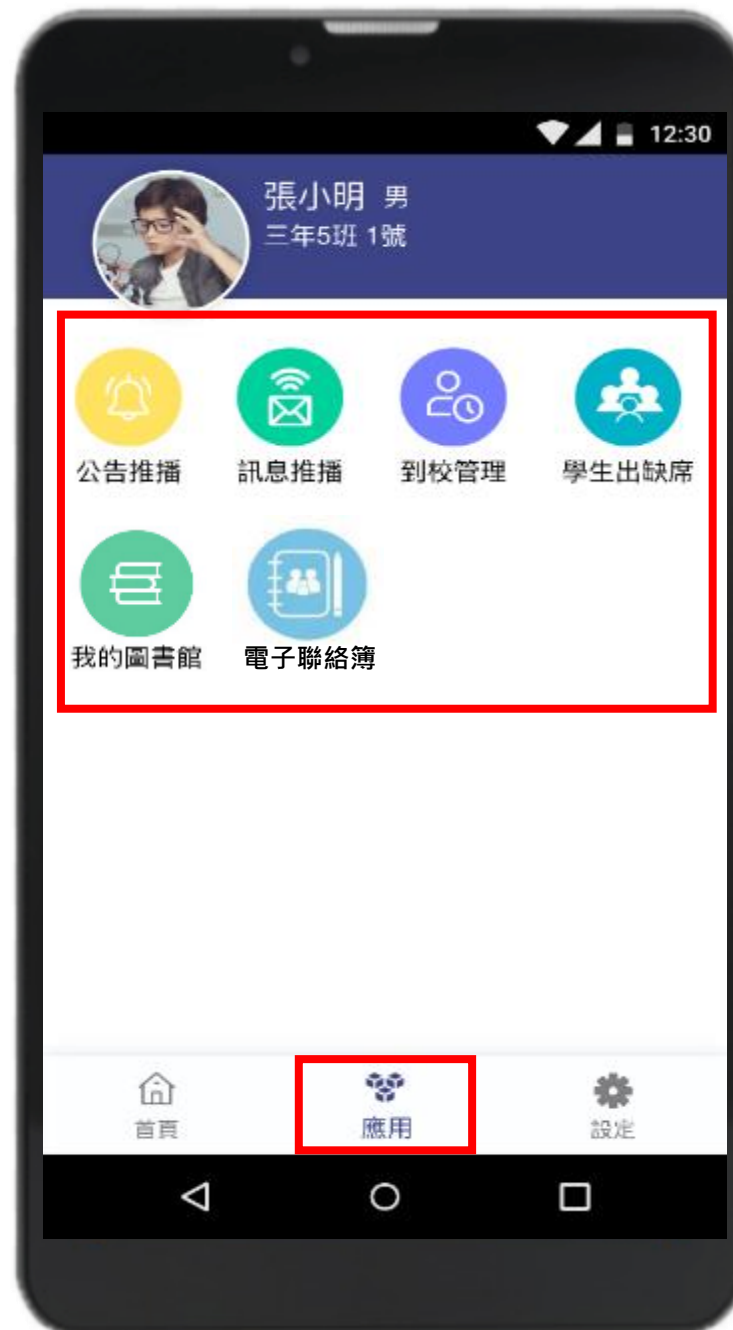 12:30
張小明 男
三年5班 1號
公告推播 訊息推播 到校管理 學生出缺席
我的圖書館 電子聯絡簿
首頁 應用 設定